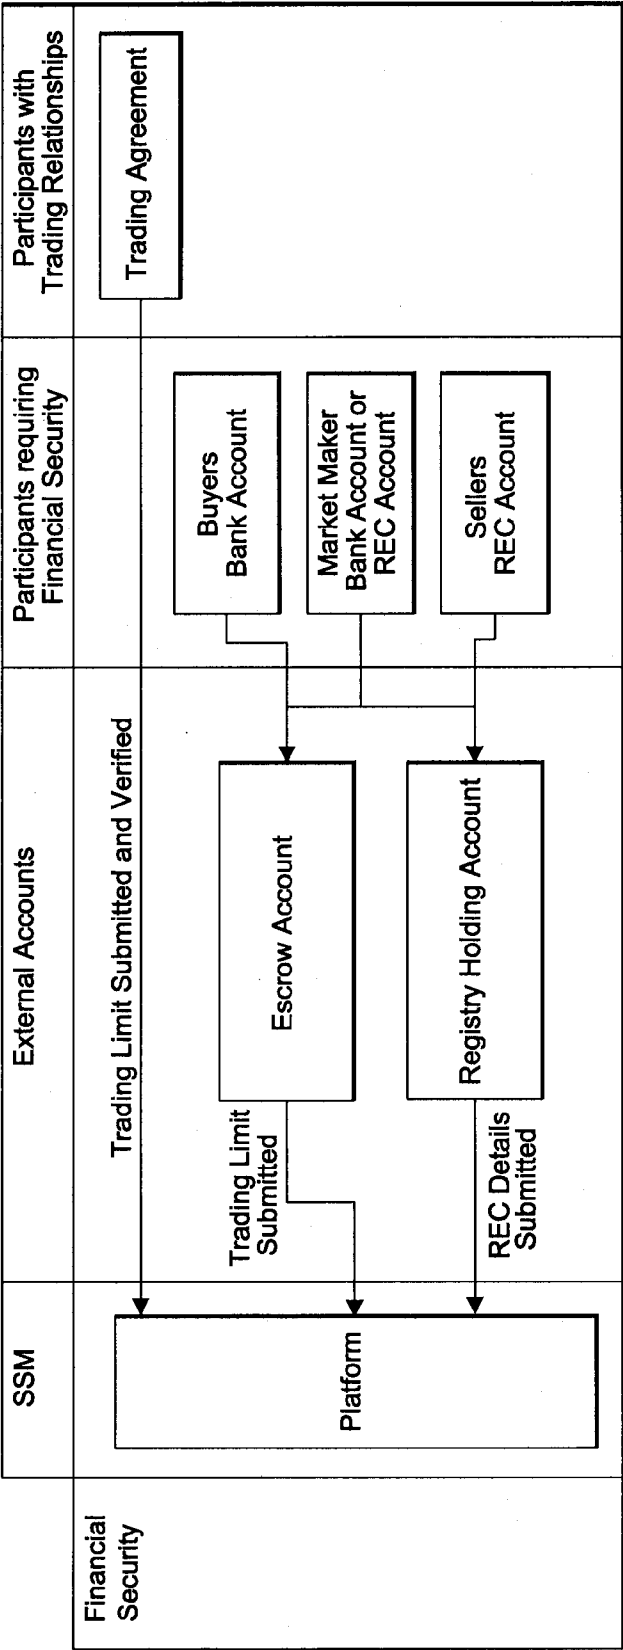 SSM
External Accounts
Participants requiring
Financial Security
Participants with
Trading Relationships
Financial
Security
Trading Limit Submitted and Verified
Trading Agreement
Platform
Trading Limit
Submitted
Escrow Account
Buyers
Bank Account
Market Maker
Bank Account or
REC Account
REC Details
Submitted
Registry Holding Account
Sellers
REC Account